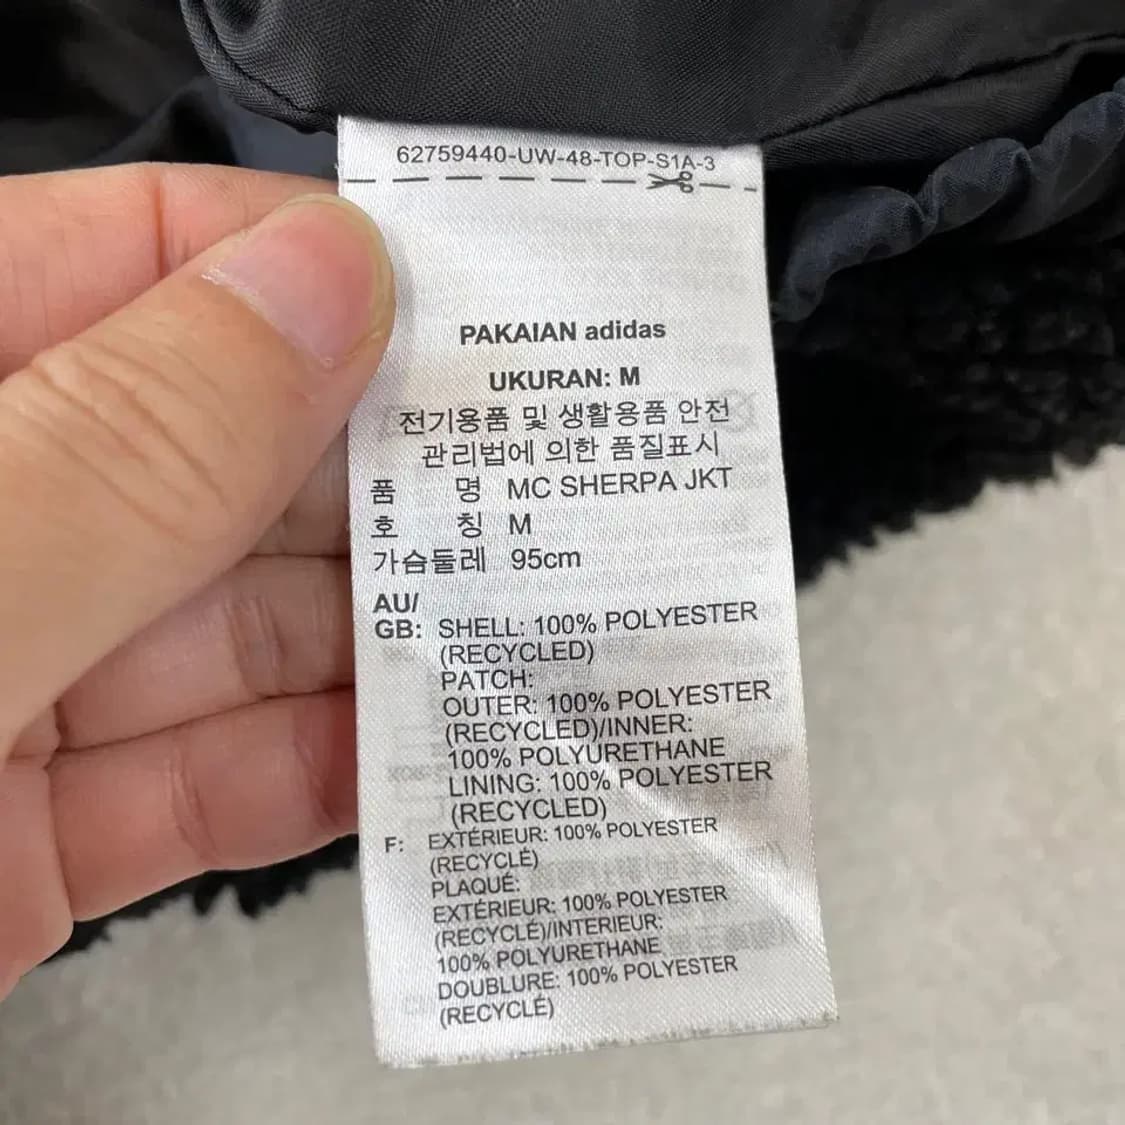 62759440-UW-48-TOP-S1A-3
PAKAIAN adidas
UKURAN: M
전기용품 및 생활용품 안전
관리법에 의한 품질표시
품 명 MC SHERPA JKT
호 칭 M
가슴둘레 95cm
AU/
GB: SHELL: 100% POLYESTER
(RECYCLED)
PATCH:
OUTER: 100% POLYESTER
(RECYCLED)/INNER:
100% POLYURETHANE
LINING: 100% POLYESTER
(RECYCLED)
F: EXTÉRIEUR: 100% POLYESTER
(RECYCLÉ)
PLAQUÉ:
EXTÉRIEUR: 100% POLYESTER
(RECYCLÉ)/INTERIEUR:
100% POLYURETHANE
DOUBLURE: 100% POLYESTER
(RECYCLÉ)